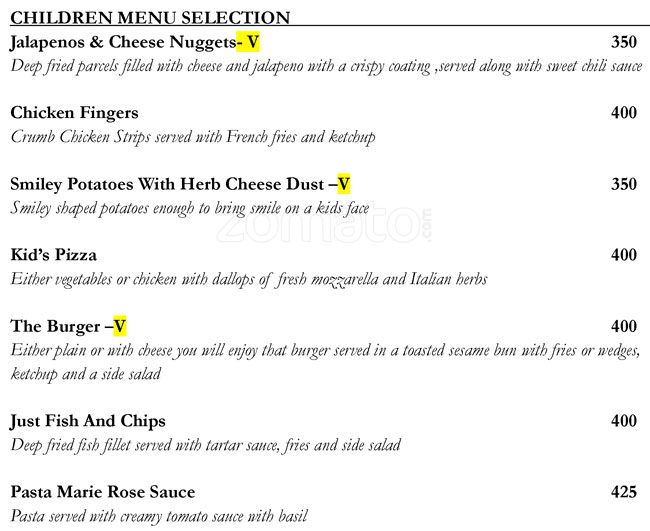 CHILDREN MENU SELECTION
Jalapenos & Cheese Nuggets- V 350
Deep fried parcels filled with cheese and jalapeno with a crispy coating ,served along with sweet chili sauce
Chicken Fingers 400
Crumb Chicken Strips served with French fries and ketchup
Smiley Potatoes With Herb Cheese Dust –V 350
Smiley shaped potatoes enough to bring smile on a kids face
zomato.com
Kid's Pizza 400
Either vegetables or chicken with dallops of fresh mozzarella and Italian herbs
The Burger –V 400
Either plain or with cheese you will enjoy that burger served in a toasted sesame bun with fries or wedges,
ketchup and a side salad
Just Fish And Chips 400
Deep fried fish fillet served with tartar sauce, fries and side salad
Pasta Marie Rose Sauce 425
Pasta served with creamy tomato sauce with basil